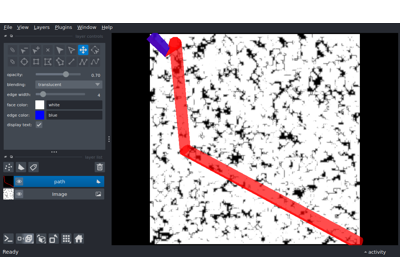 File View Layers Plugins Window Help
opacity: 0.70
blending: translucent
edge width: 4
face color: white
edge color: blue
display text:
path
Image
Ready activity